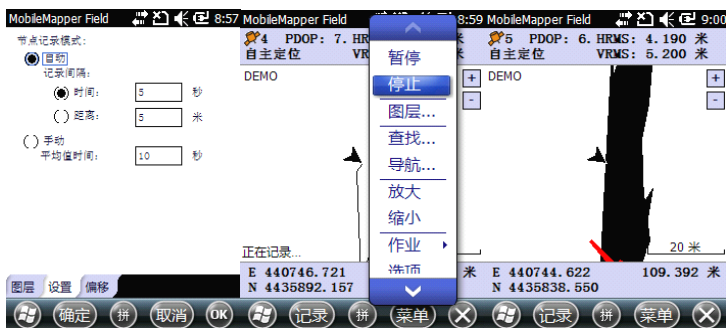 MobileMapper Field 8:57
节点记录模式:
自动
记录间隔:
时间: 5 秒
距离: 5 米
手动
平均值时间: 10 秒
图层 设置 偏移
确定 拼 取消 OK
MobileMapper Field 8:59
4 PDOP: 7. HR 米
自主定位 VR 米
DEMO
+
-
暂停
停止
图层...
查找...
导航...
放大
缩小
作业
选项
正在记录...
E 440746.721 米
N 4435892.157
记录 拼 菜单
MobileMapper Field 9:00
5 PDOP: 6. HRMS: 4.190 米
自主定位 VRMS: 5.200 米
DEMO
+
-
20 米
E 440744.622 109.392 米
N 4435838.550
记录 拼 菜单